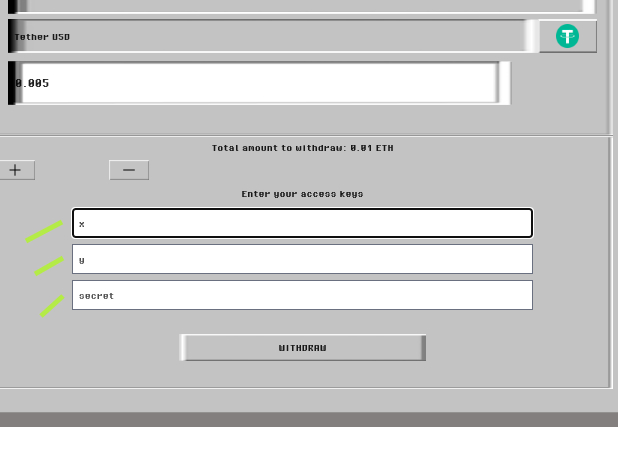 Tether USD
0.005
Total amount to withdraw: 0.01 ETH
Enter your access keys
x
y
secret
WITHDRAW